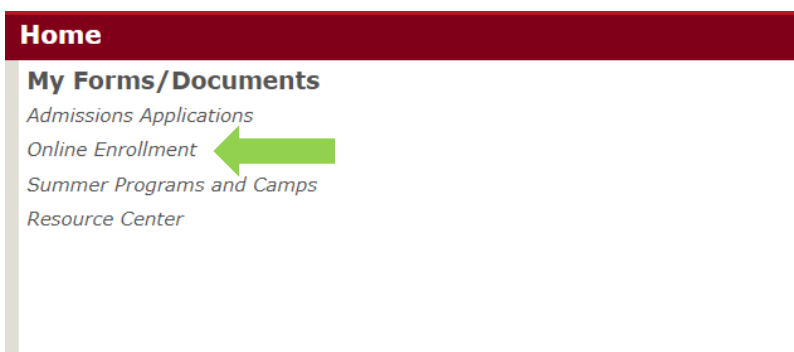 Home
My Forms/Documents
Admissions Applications
Online Enrollment
Summer Programs and Camps
Resource Center